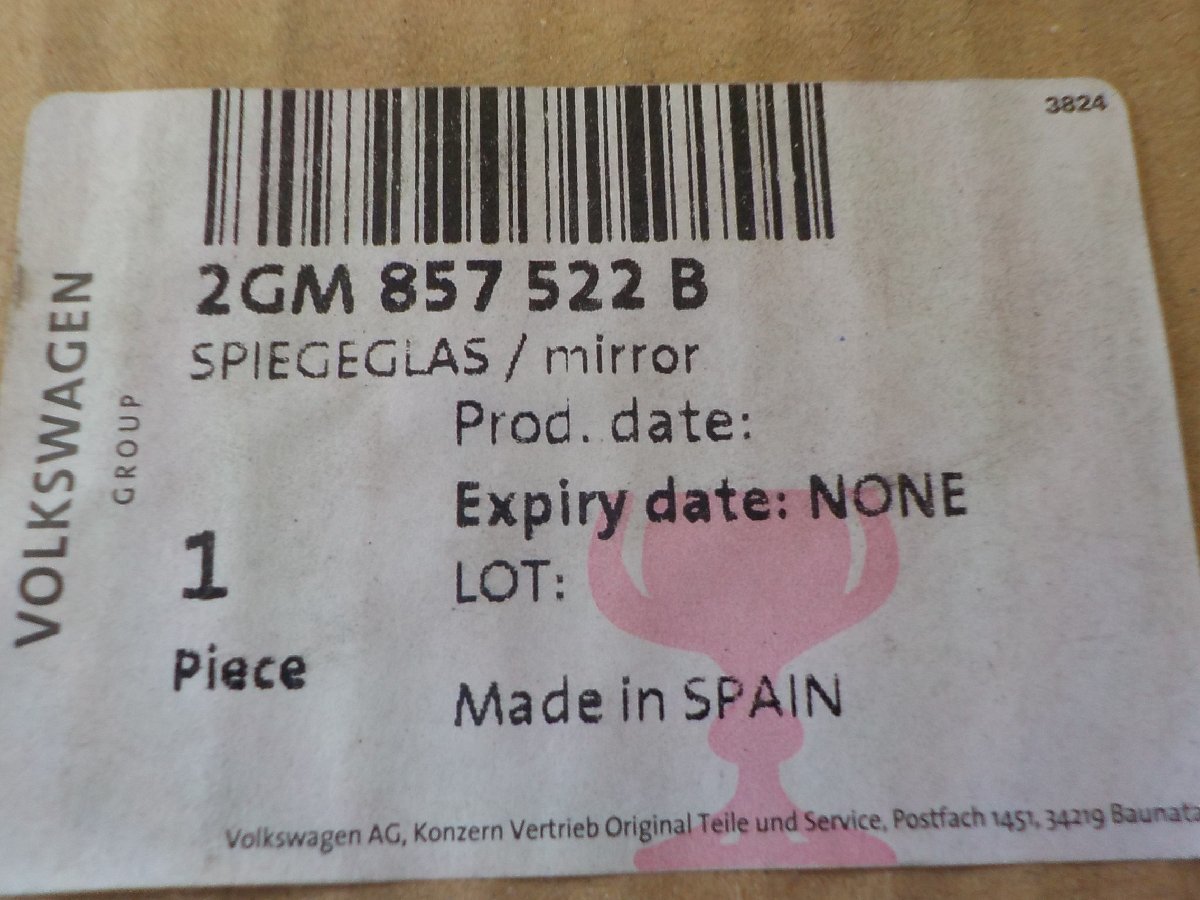 3824
2GM 857 522 B
SPIEGEGLAS / mirror
Prod. date:
Expiry date: NONE
LOT:
1
Piece
Made in SPAIN
VOLKSWAGEN
GROUP
Volkswagen AG, Konzern Vertrieb Original Teile und Service, Postfach 1451, 34219 Baunata